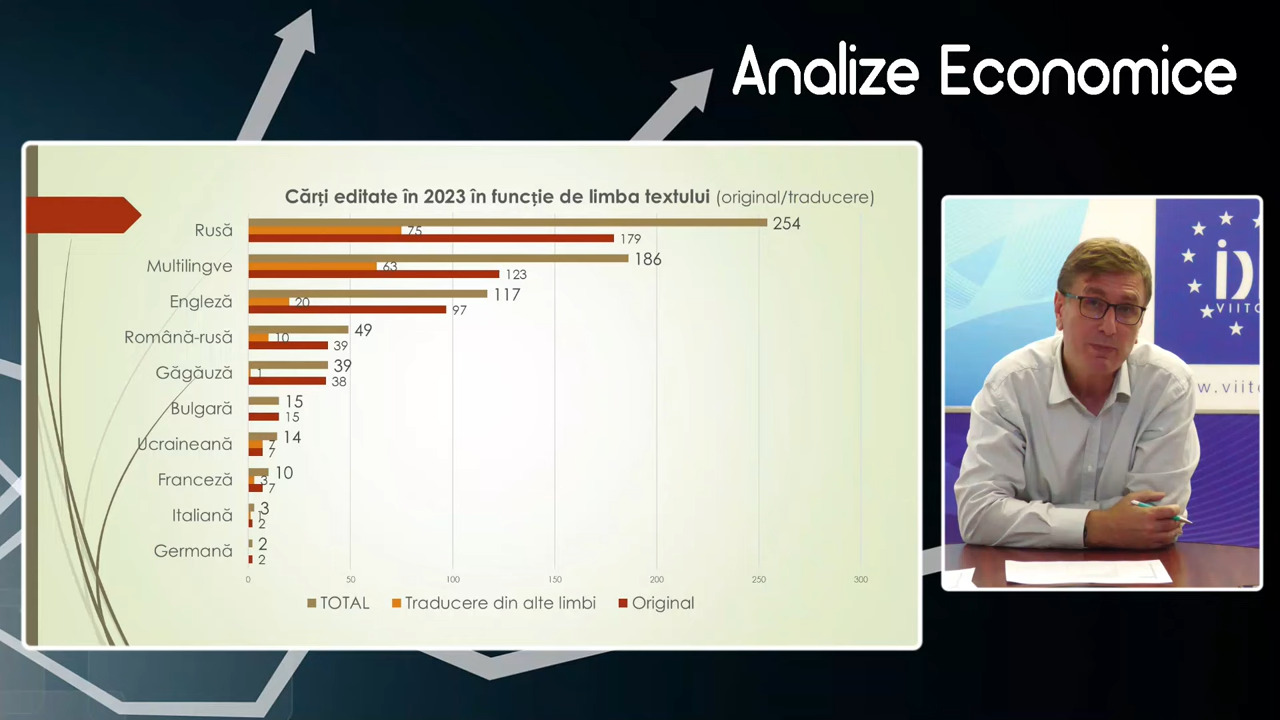 Analize Economice
Cărți editate în 2023 în funcție de limba textului (original/traducere)
Rusă 254 75 179
Multilingve 186 63 123
Engleză 117 20 97
Română-rusă 49 10 39
Găgăuză 39 1 38
Bulgară 15 15
Ucraineană 14 7 7
Franceză 10 3 7
Italiană 3 1 2
Germană 2 2
0 50 100 150 200 250 300
TOTAL Traducere din alte limbi Original